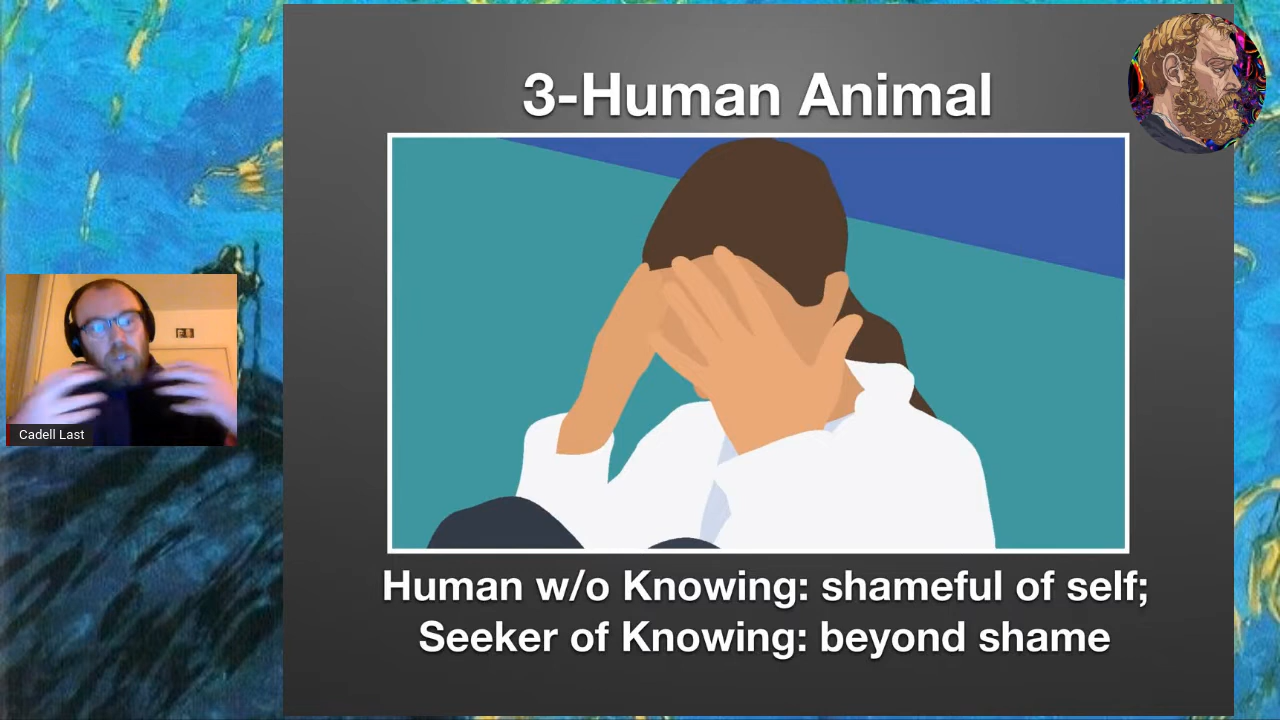 3-Human Animal
Cadell Last
Human w/o Knowing: shameful of self;
Seeker of Knowing: beyond shame